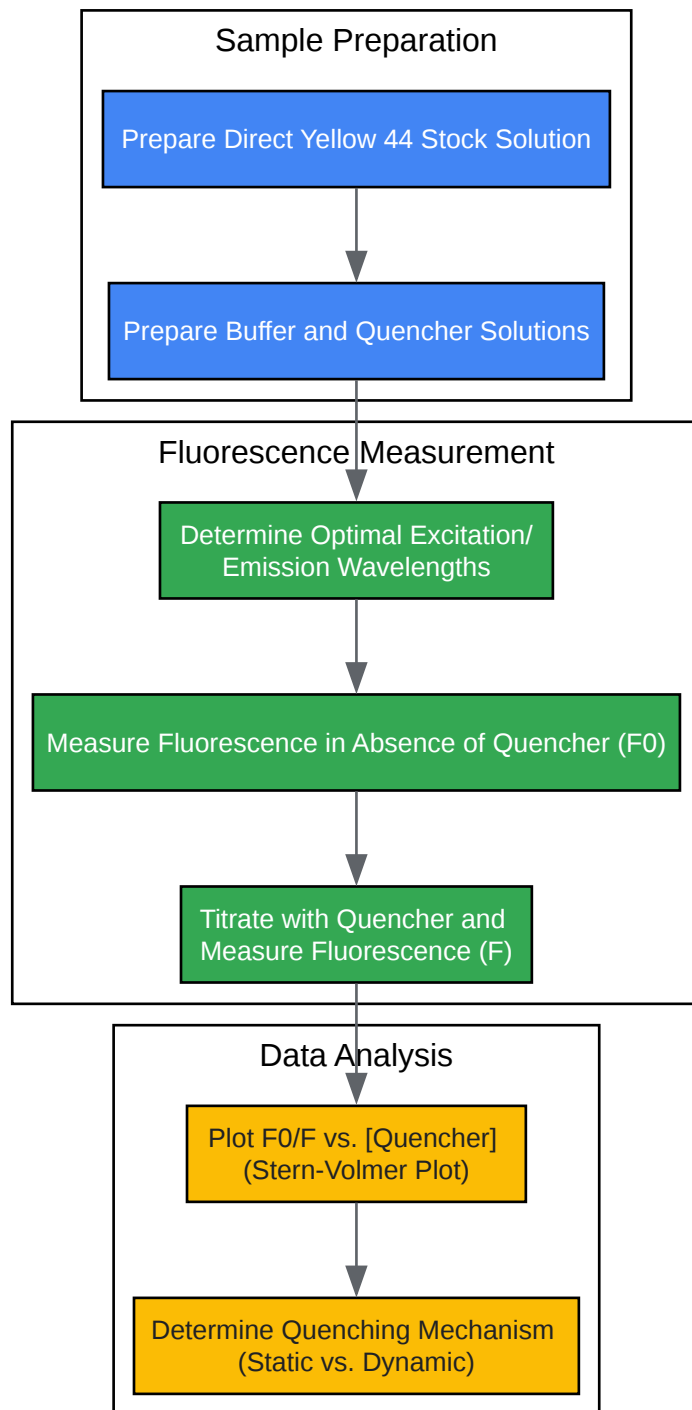 Sample Preparation
Prepare Direct Yellow 44 Stock Solution
Prepare Buffer and Quencher Solutions
Fluorescence Measurement
Determine Optimal Excitation/
Emission Wavelengths
Measure Fluorescence in Absence of Quencher (F0)
Titrate with Quencher and
Measure Fluorescence (F)
Data Analysis
Plot F0/F vs. [Quencher]
(Stern-Volmer Plot)
Determine Quenching Mechanism
(Static vs. Dynamic)